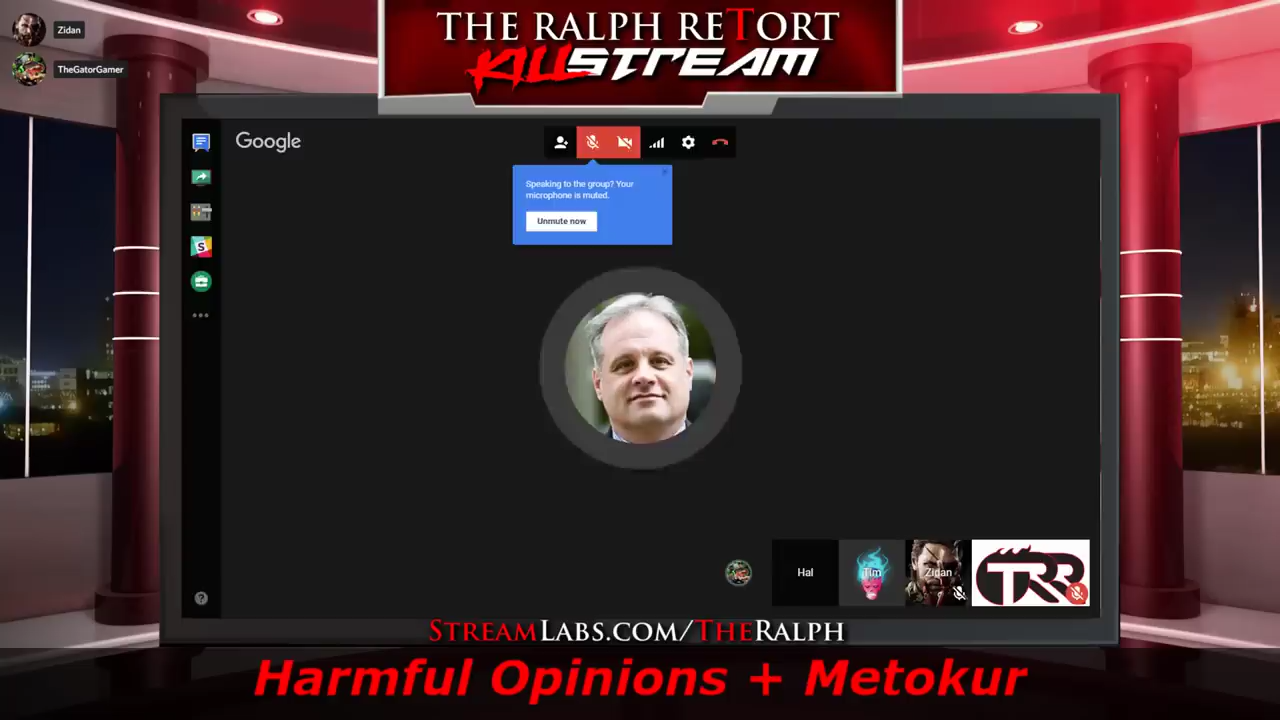 Zidan
TheGatorGamer
THE RALPH RETORT
KILLSTREAM
Google
Speaking to the group? Your
microphone is muted.
Unmute now
S
Hal
Tim
Zidan
TRR
?
STREAMLABS.COM/THERALPH
Harmful Opinions + Metokur